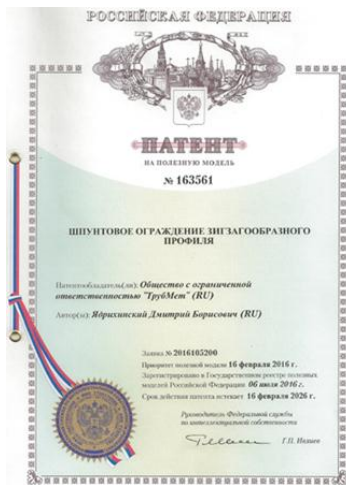 РОССИЙСКАЯ ФЕДЕРАЦИЯ
ПАТЕНТ
НА ПОЛЕЗНУЮ МОДЕЛЬ
№ 163561
ШПУНТОВОЕ ОГРАЖДЕНИЕ ЗИГЗАГООБРАЗНОГО
ПРОФИЛЯ
Патентообладатель(ли): Общество с ограниченной
ответственностью "ТрубМет" (RU)
Автор(ы): Ядрихинский Дмитрий Борисович (RU)
Заявка № 2016105200
Приоритет полезной модели 16 февраля 2016 г.
Зарегистрировано в Государственном реестре полезных
моделей Российской Федерации 06 июля 2016 г.
Срок действия патента истекает 16 февраля 2026 г.
Руководитель Федеральной службы
по интеллектуальной собственности
Г.П. Ивлиев